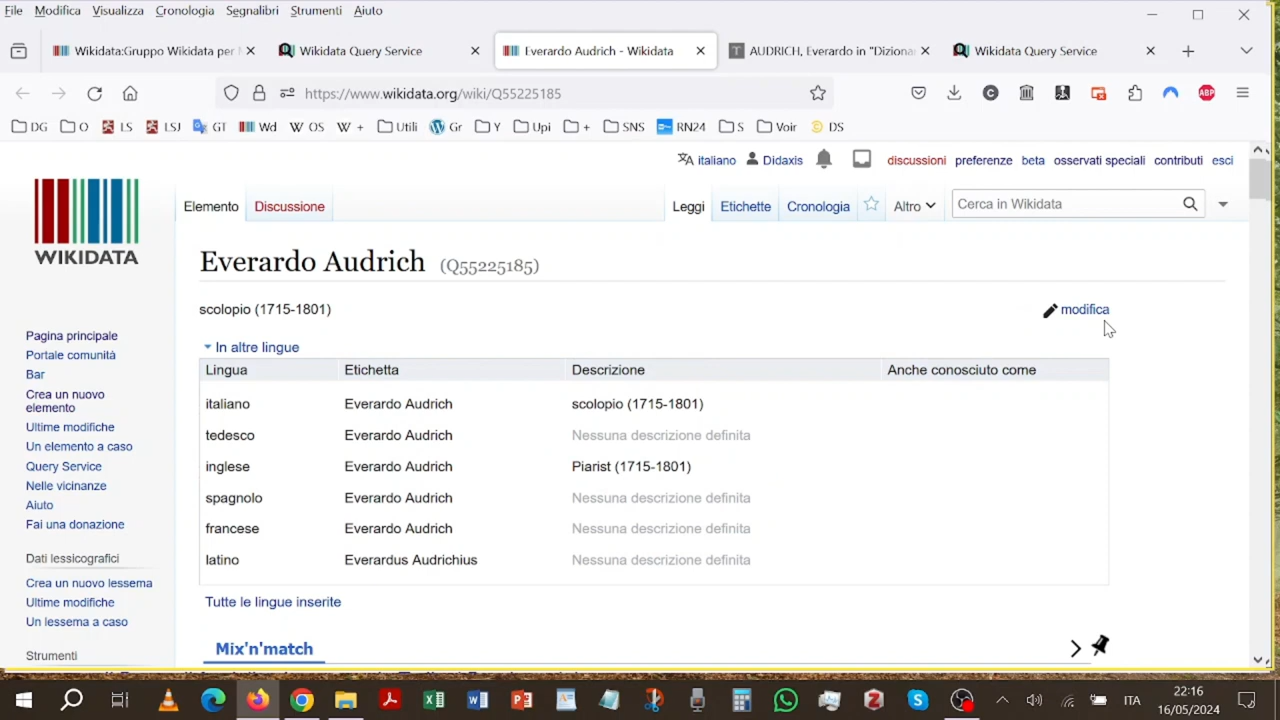 File Modifica Visualizza Cronologia Segnalibri Strumenti Aiuto
Wikidata:Gruppo Wikidata per Wikidata Query Service Everardo Audrich - Wikidata AUDRICH, Everardo in "Diziona Wikidata Query Service
https://www.wikidata.org/wiki/Q55225185
DG O LS LSJ GT Wd OS + Utili Gr Y Upi + SNS RN24 S Voir DS
italiano Didaxis discussioni preferenze beta osservati speciali contributi esci
Elemento Discussione Leggi Etichette Cronologia Altro Cerca in Wikidata
WIKIDATA
Everardo Audrich (Q55225185)
scolopio (1715-1801) modifica
In altre lingue
Lingua Etichetta Descrizione Anche conosciuto come
italiano Everardo Audrich scolopio (1715-1801)
tedesco Everardo Audrich Nessuna descrizione definita
inglese Everardo Audrich Piarist (1715-1801)
spagnolo Everardo Audrich Nessuna descrizione definita
francese Everardo Audrich Nessuna descrizione definita
latino Everardus Audrichius Nessuna descrizione definita
Tutte le lingue inserite
Mix'n'match
Pagina principale
Portale comunità
Bar
Crea un nuovo
elemento
Ultime modifiche
Un elemento a caso
Query Service
Nelle vicinanze
Aiuto
Fai una donazione
Dati lessicografici
Crea un nuovo lessema
Ultime modifiche
Un lessema a caso
Strumenti
ITA
22:16
16/05/2024